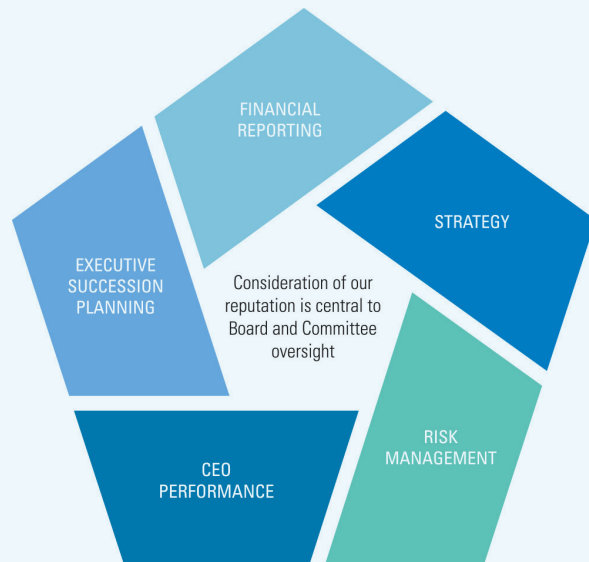 FINANCIAL
REPORTING
STRATEGY
EXECUTIVE
SUCCESSION
PLANNING
Consideration of our
reputation is central to
Board and Committee
oversight
RISK
MANAGEMENT
CEO
PERFORMANCE